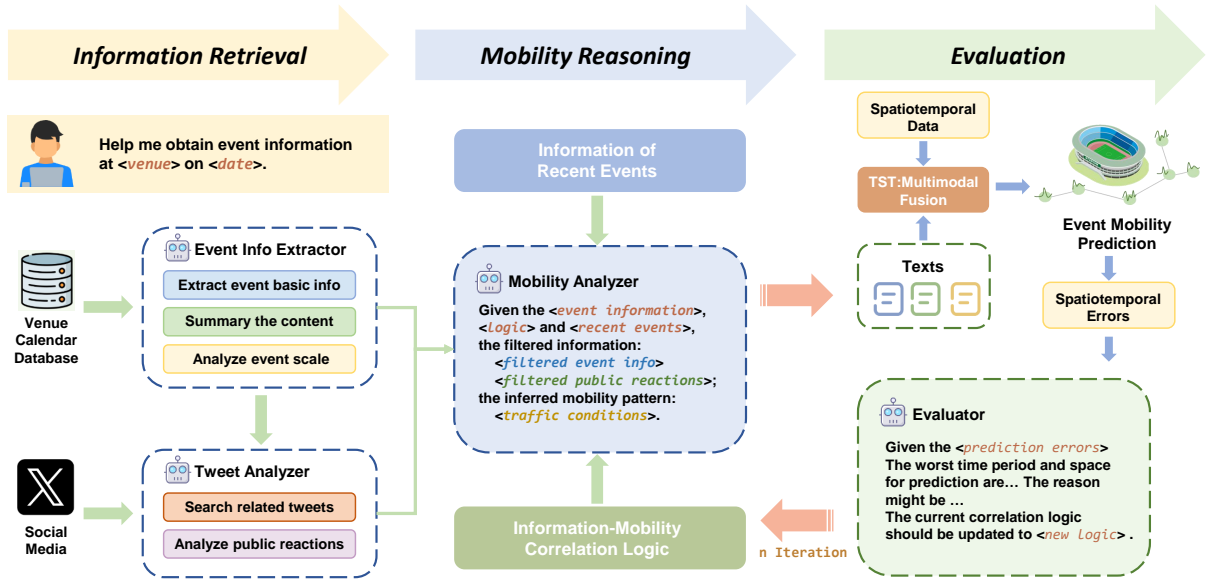 Information Retrieval
Help me obtain event information
at <venue> on <date>.
Venue
Calendar
Database
Event Info Extractor
Extract event basic info
Summary the content
Analyze event scale
Social
Media
Tweet Analyzer
Search related tweets
Analyze public reactions
Mobility Reasoning
Information of
Recent Events
Mobility Analyzer
Given the <event information>,
<logic> and <recent events>,
the filtered information:
<filtered event info>
<filtered public reactions>;
the inferred mobility pattern:
<traffic conditions>.
Information-Mobility
Correlation Logic
Evaluation
Spatiotemporal
Data
TST:Multimodal
Fusion
Texts
Event Mobility
Prediction
Spatiotemporal
Errors
Evaluator
Given the <prediction errors>
The worst time period and space
for prediction are... The reason
might be ...
The current correlation logic
should be updated to <new logic> .
n Iteration